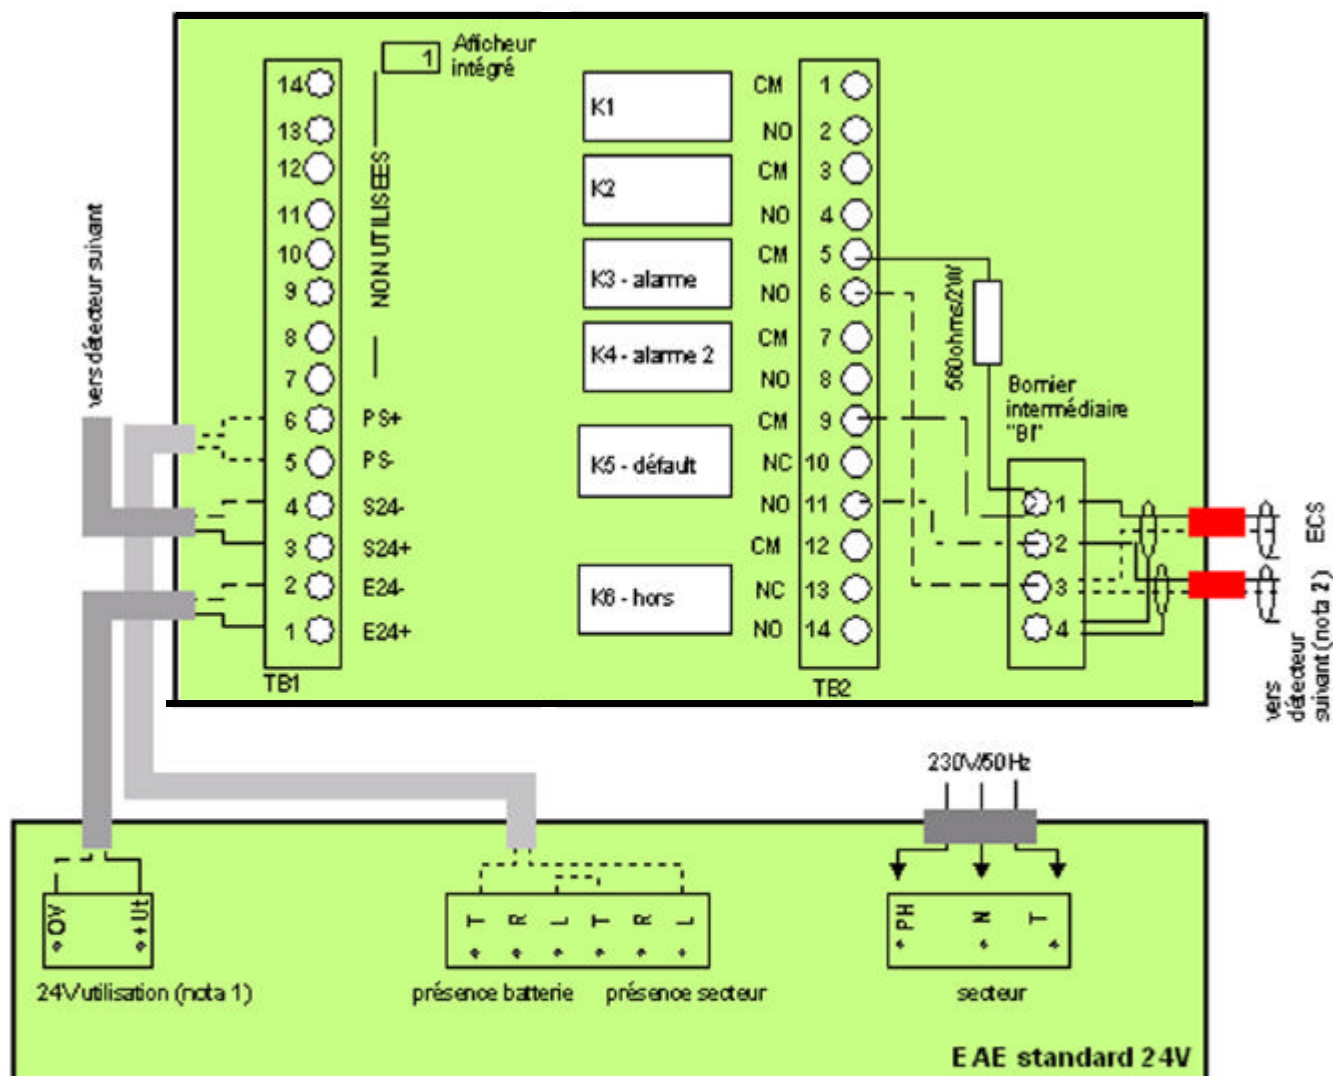 1
Afficheur
intégré
14
13
12
11
10
9
8
7
6
5
4
3
2
1
NON UTILISEES
PS+
PS-
S24-
S24+
E24-
E24+
TB1
vers détecteur suivant
K1
K2
K3 - alarme
K4 - alarme 2
K5 - défault
K6 - hors
CM 1
NO 2
CM 3
NO 4
CM 5
NO 6
CM 7
NO 8
CM 9
NC 10
NO 11
CM 12
NC 13
NO 14
TB2
560ohms/2W
Bornier
intermédiaire
"BI"
1
2
3
4
ECS
vers
détecteur
suivant (nota 2)
230V/50Hz
0V
+Ut
24V utilisation (nota 1)
T R L T R L
présence batterie
présence secteur
PH N T
secteur
EAE standard 24V